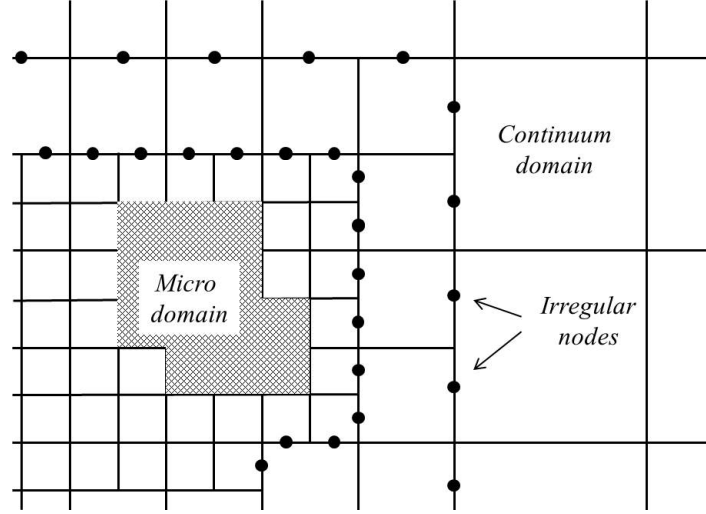 Continuum
domain
Micro
domain
Irregular
nodes